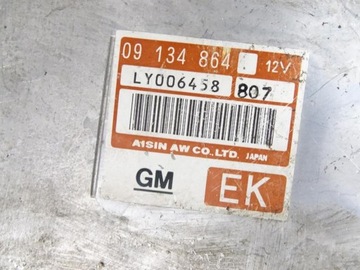 09 134 864 12V
LY006458 807
AISIN AW CO., LTD. JAPAN
GM EK